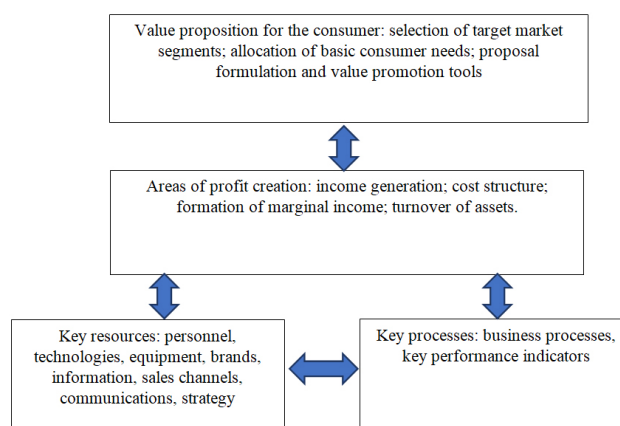 Value proposition for the consumer: selection of target market
segments; allocation of basic consumer needs; proposal
formulation and value promotion tools
Areas of profit creation: income generation; cost structure;
formation of marginal income; turnover of assets.
Key resources: personnel,
technologies, equipment, brands,
information, sales channels,
communications, strategy
Key processes: business processes,
key performance indicators